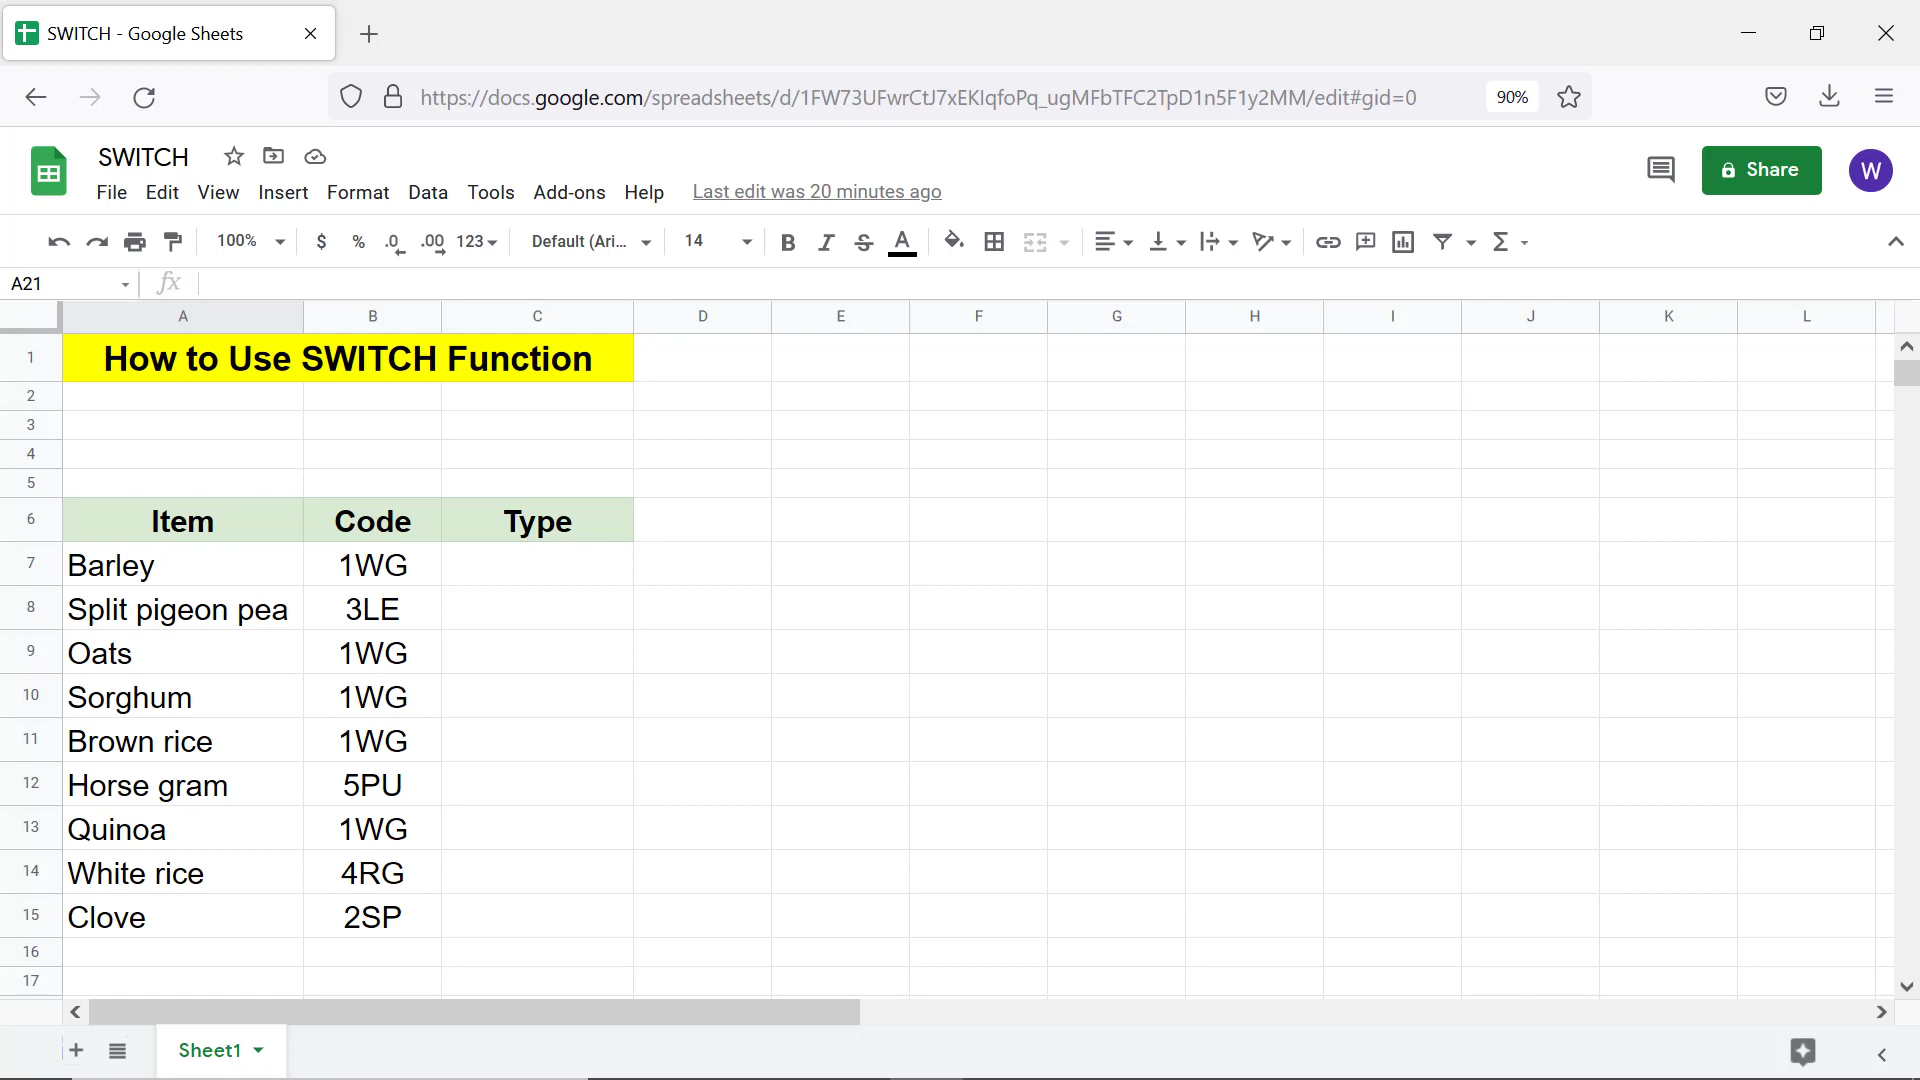 SWITCH - Google Sheets
https://docs.google.com/spreadsheets/d/1FW73UFwrCtJ7xEKlqfoPq_ugMFbTFC2TpD1n5F1y2MM/edit#gid=0 90%
SWITCH
Share W
File Edit View Insert Format Data Tools Add-ons Help Last edit was 20 minutes ago
100% $ % .0 .00 123 Default (Ari... 14 B I S A Σ
A21 fx
A B C D E F G H I J K L
1 How to Use SWITCH Function
2
3
4
5
6 Item Code Type
7 Barley 1WG
8 Split pigeon pea 3LE
9 Oats 1WG
10 Sorghum 1WG
11 Brown rice 1WG
12 Horse gram 5PU
13 Quinoa 1WG
14 White rice 4RG
15 Clove 2SP
16
17
Sheet1